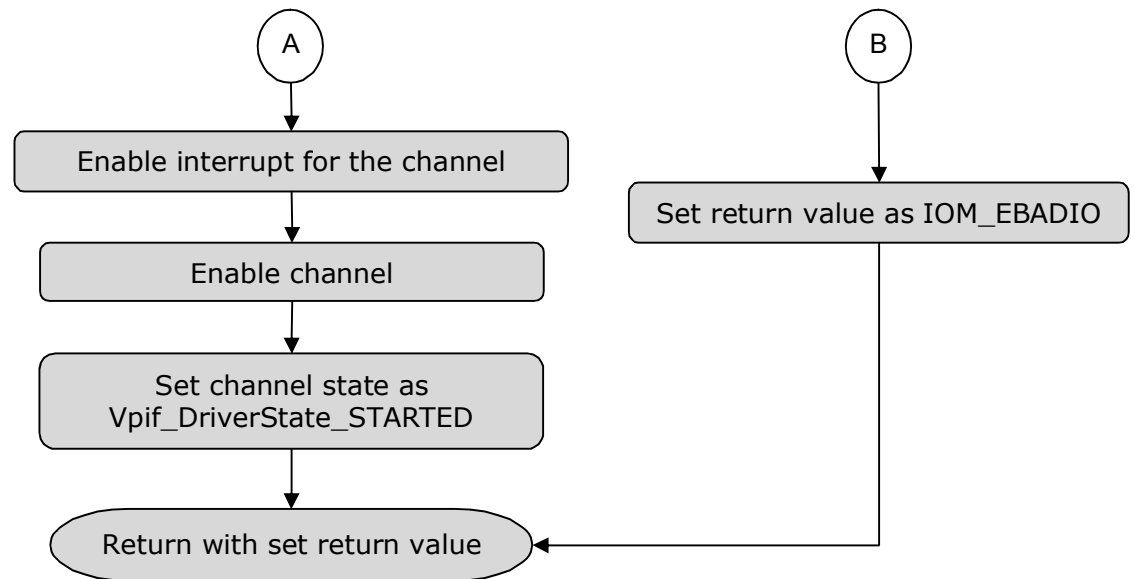 A
B
Enable interrupt for the channel
Set return value as IOM_EBADIO
Enable channel
Set channel state as
Vpif_DriverState_STARTED
Return with set return value